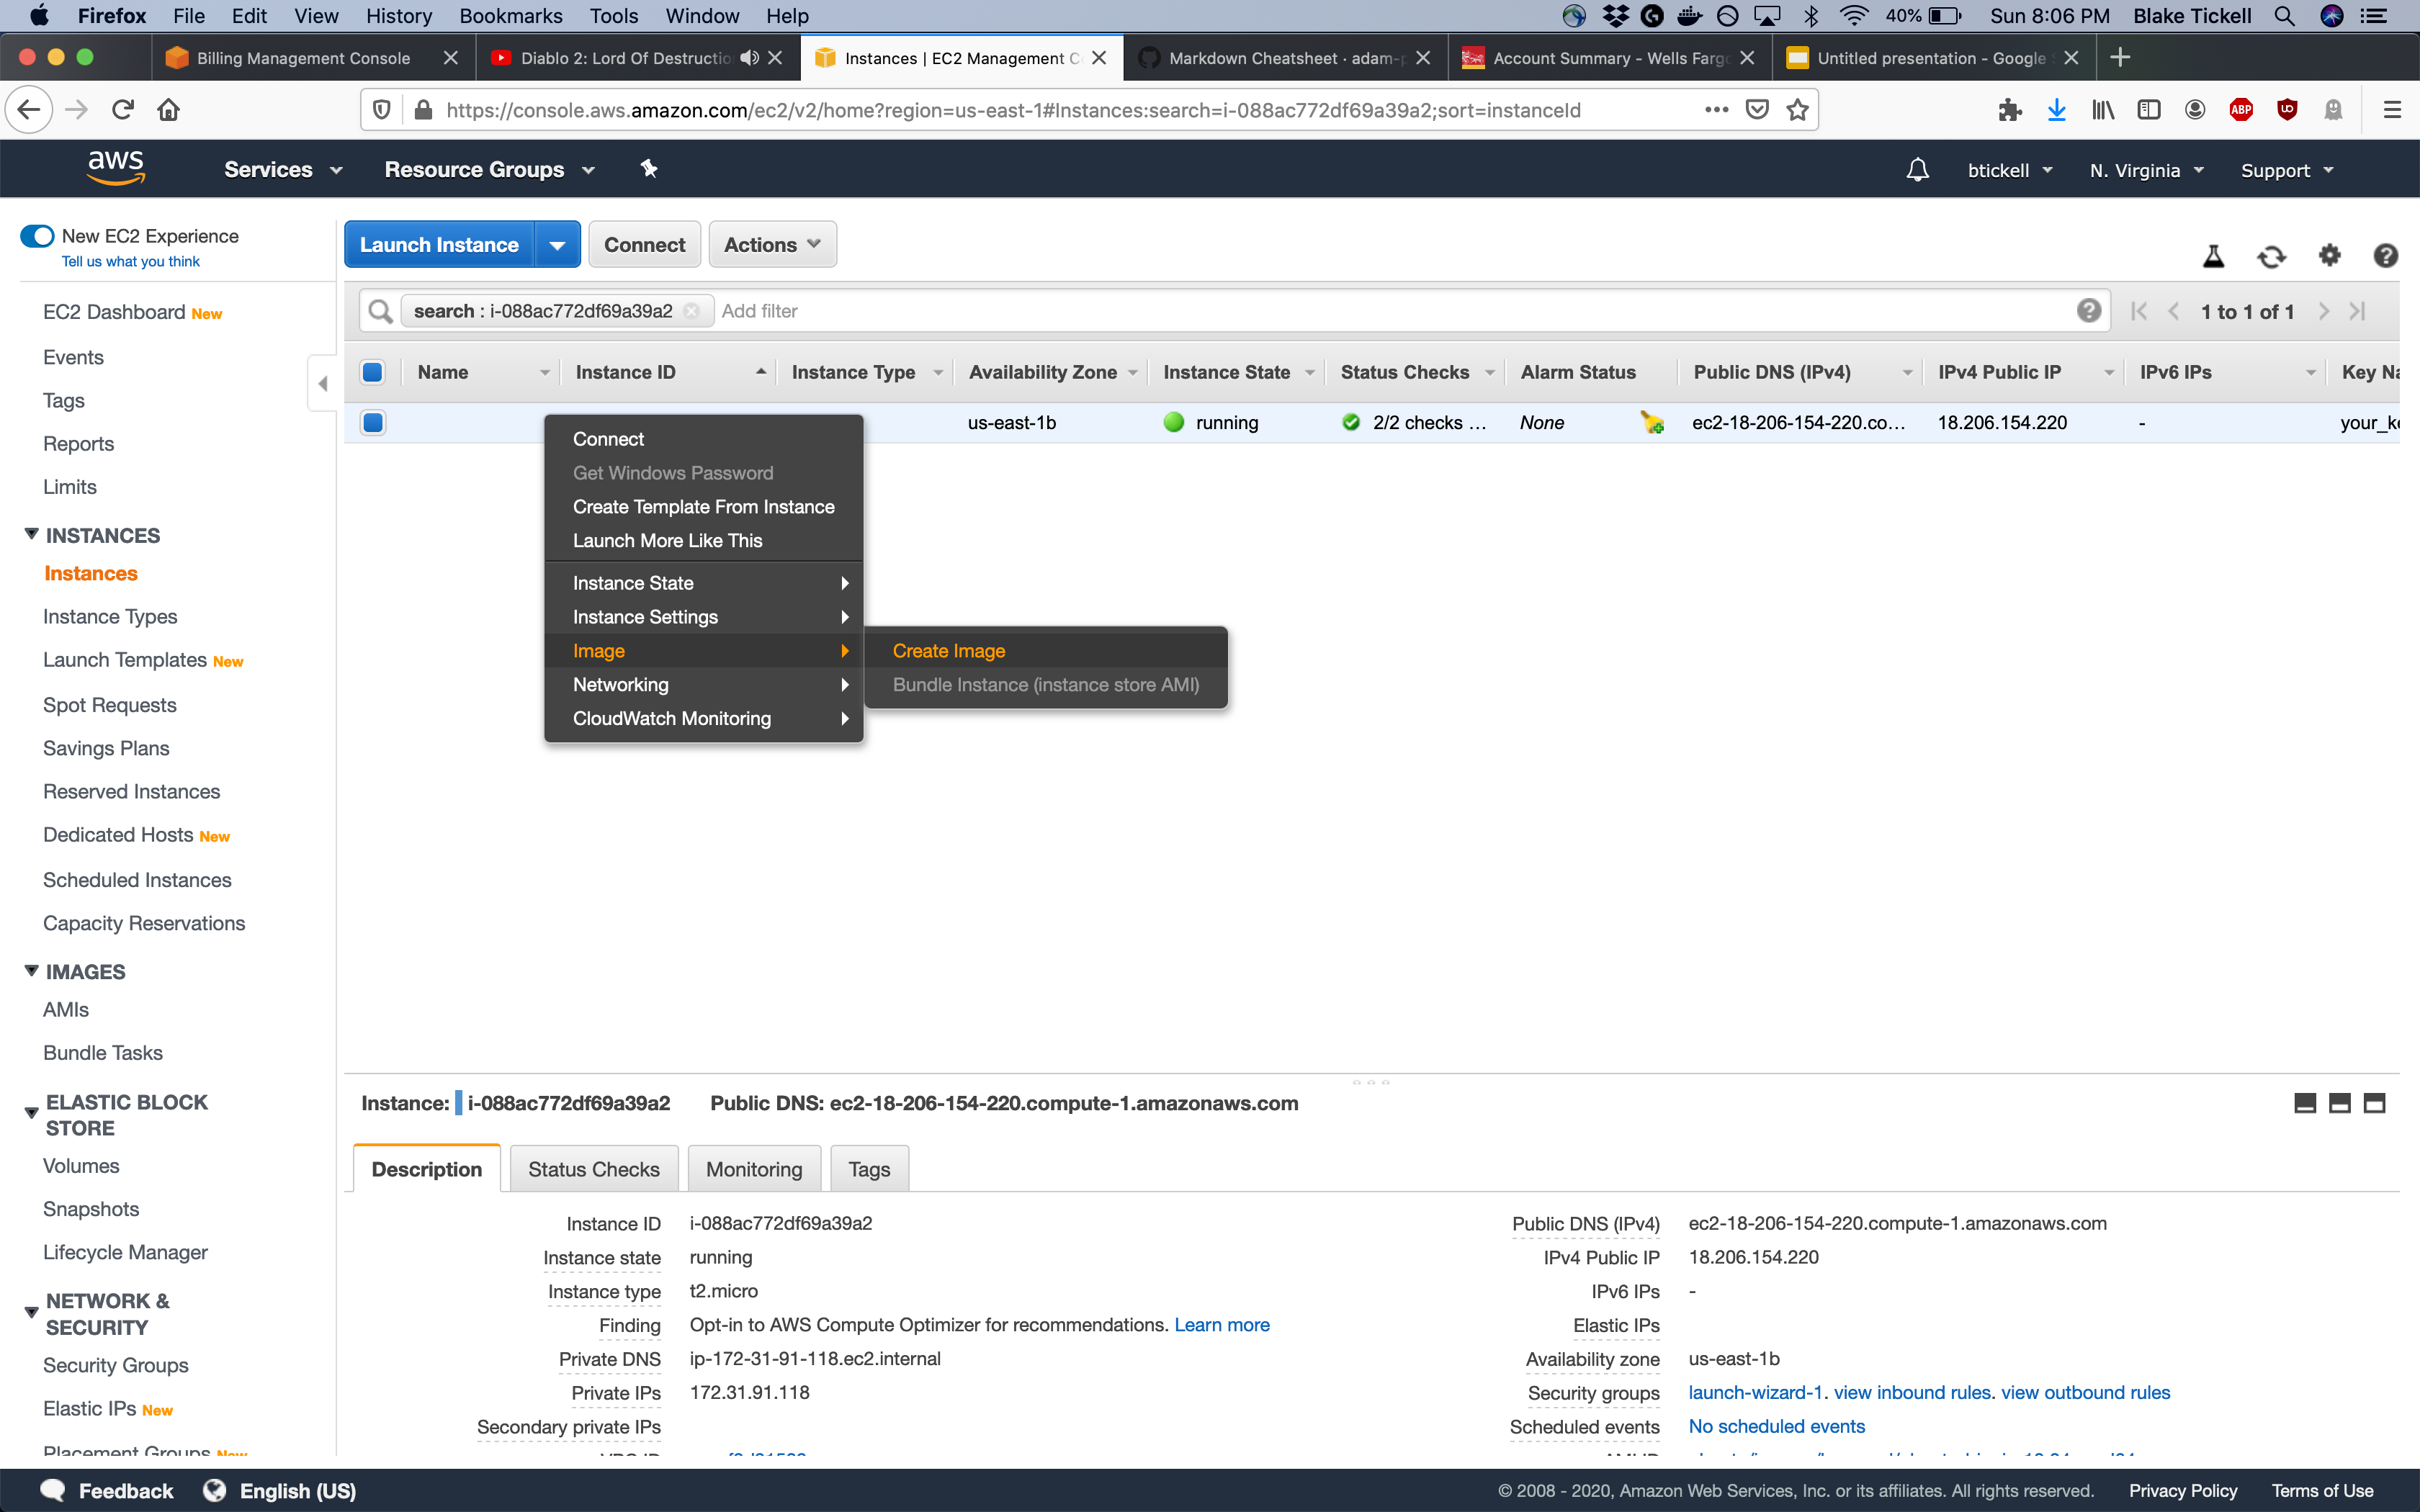 Firefox File Edit View History Bookmarks Tools Window Help 40% Sun 8:06 PM Blake Tickell
Billing Management Console Diablo 2: Lord Of Destructio Instances | EC2 Management C Markdown Cheatsheet · adam-p Account Summary - Wells Farg Untitled presentation - Google
https://console.aws.amazon.com/ec2/v2/home?region=us-east-1#Instances:search=i-088ac772df69a39a2;sort=instanceId ABP
aws Services Resource Groups btickell N. Virginia Support
New EC2 Experience
Tell us what you think
Launch Instance Connect Actions
search : i-088ac772df69a39a2 Add filter 1 to 1 of 1
Name Instance ID Instance Type Availability Zone Instance State Status Checks Alarm Status Public DNS (IPv4) IPv4 Public IP IPv6 IPs Key Na
us-east-1b running 2/2 checks ... None ec2-18-206-154-220.co... 18.206.154.220 - your_ke
Connect
Get Windows Password
Create Template From Instance
Launch More Like This
Instance State
Instance Settings
Image
Networking
CloudWatch Monitoring
Create Image
Bundle Instance (instance store AMI)
EC2 Dashboard New
Events
Tags
Reports
Limits
INSTANCES
Instances
Instance Types
Launch Templates New
Spot Requests
Savings Plans
Reserved Instances
Dedicated Hosts New
Scheduled Instances
Capacity Reservations
IMAGES
AMIs
Bundle Tasks
ELASTIC BLOCK
STORE
Volumes
Snapshots
Lifecycle Manager
NETWORK &
SECURITY
Security Groups
Elastic IPs New
Placement Groups New
Instance: i-088ac772df69a39a2 Public DNS: ec2-18-206-154-220.compute-1.amazonaws.com
Description Status Checks Monitoring Tags
Instance ID i-088ac772df69a39a2
Instance state running
Instance type t2.micro
Finding Opt-in to AWS Compute Optimizer for recommendations. Learn more
Private DNS ip-172-31-91-118.ec2.internal
Private IPs 172.31.91.118
Secondary private IPs
Public DNS (IPv4) ec2-18-206-154-220.compute-1.amazonaws.com
IPv4 Public IP 18.206.154.220
IPv6 IPs -
Elastic IPs
Availability zone us-east-1b
Security groups launch-wizard-1. view inbound rules. view outbound rules
Scheduled events No scheduled events
Feedback English (US) © 2008 - 2020, Amazon Web Services, Inc. or its affiliates. All rights reserved. Privacy Policy Terms of Use